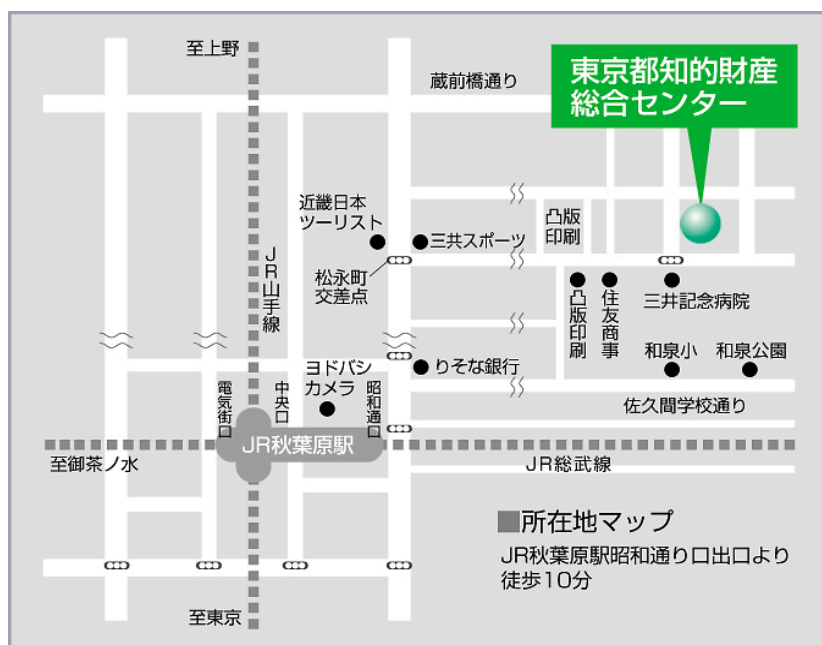 至上野
蔵前橋通り
東京都知的財産
総合センター
近畿日本
ツーリスト
三共スポーツ
凸版
印刷
JR山手線
松永町
交差点
凸版印刷
住友商事
三井記念病院
ヨドバシ
カメラ
りそな銀行
和泉小
和泉公園
電気街口
中央口
昭和通口
佐久間学校通り
JR秋葉原駅
至御茶ノ水
JR総武線
■所在地マップ
JR秋葉原駅昭和通り口出口より
徒歩10分
至東京